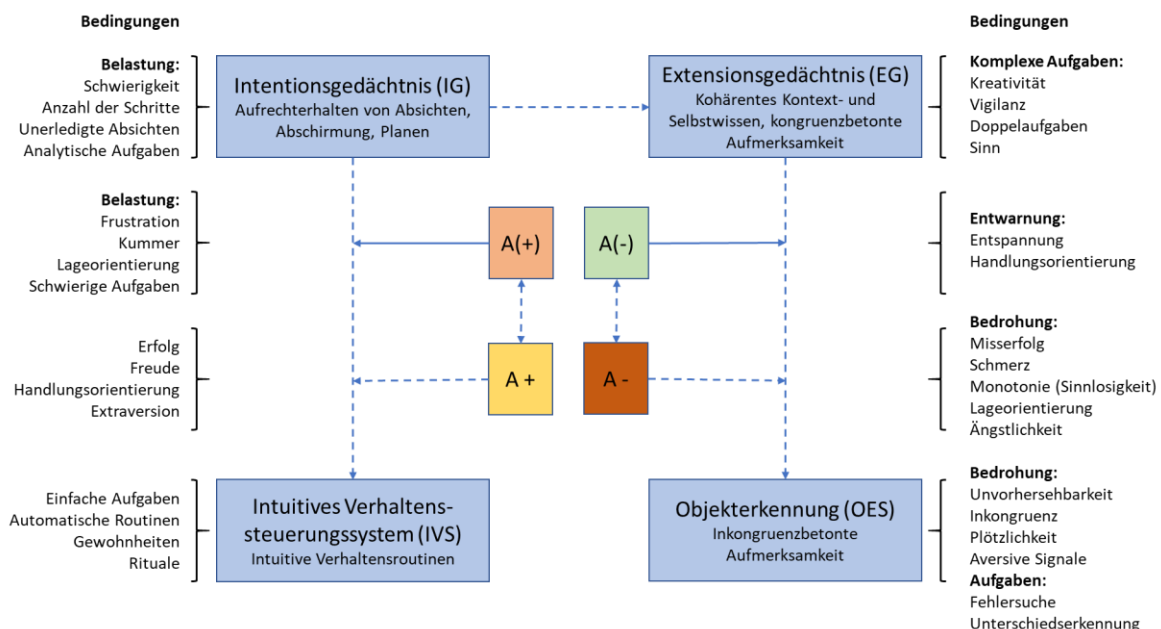 Bedingungen
Bedingungen
Belastung:
Schwierigkeit
Anzahl der Schritte
Unerledigte Absichten
Analytische Aufgaben
Intentionsgedächtnis (IG)
Aufrechterhalten von Absichten,
Abschirmung, Planen
Extensionsgedächtnis (EG)
Kohärentes Kontext- und
Selbstwissen, kongruenzbetonte
Aufmerksamkeit
Komplexe Aufgaben:
Kreativität
Vigilanz
Doppelaufgaben
Sinn
Belastung:
Frustration
Kummer
Lageorientierung
Schwierige Aufgaben
A(+)
A(-)
Entwarnung:
Entspannung
Handlungsorientierung
Erfolg
Freude
Handlungsorientierung
Extraversion
A +
A -
Bedrohung:
Misserfolg
Schmerz
Monotonie (Sinnlosigkeit)
Lageorientierung
Ängstlichkeit
Einfache Aufgaben
Automatische Routinen
Gewohnheiten
Rituale
Intuitives Verhaltens-
steuerungssystem (IVS)
Intuitive Verhaltensroutinen
Objekterkennung (OES)
Inkongruenzbetonte
Aufmerksamkeit
Bedrohung:
Unvorhersehbarkeit
Inkongruenz
Plötzlichkeit
Aversive Signale
Aufgaben:
Fehlersuche
Unterschiedserkennung